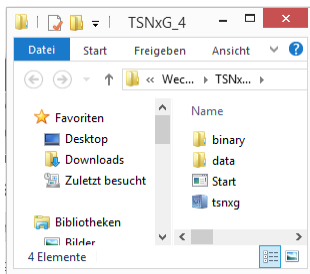 TSNxG_4
Datei Start Freigeben Ansicht
« Wec... TSNx...
Favoriten
Desktop
Downloads
Zuletzt besucht
Bibliotheken
Bilder
Name
binary
data
Start
tsnxg
4 Elemente